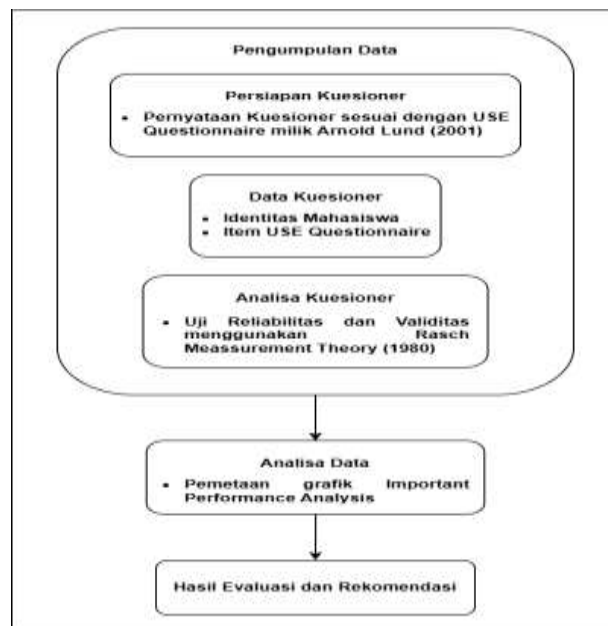 Pengumpulan Data
Persiapan Kuesioner
• Pernyataan Kuesioner sesuai dengan USE
Questionnaire milik Arnold Lund (2001)
Data Kuesioner
• Identitas Mahasiswa
• Item USE Questionnaire
Analisa Kuesioner
• Uji Reliabilitas dan Validitas
menggunakan Rasch
Meassurement Theory (1980)
Analisa Data
• Pemetaan grafik Important
Performance Analysis
Hasil Evaluasi dan Rekomendasi